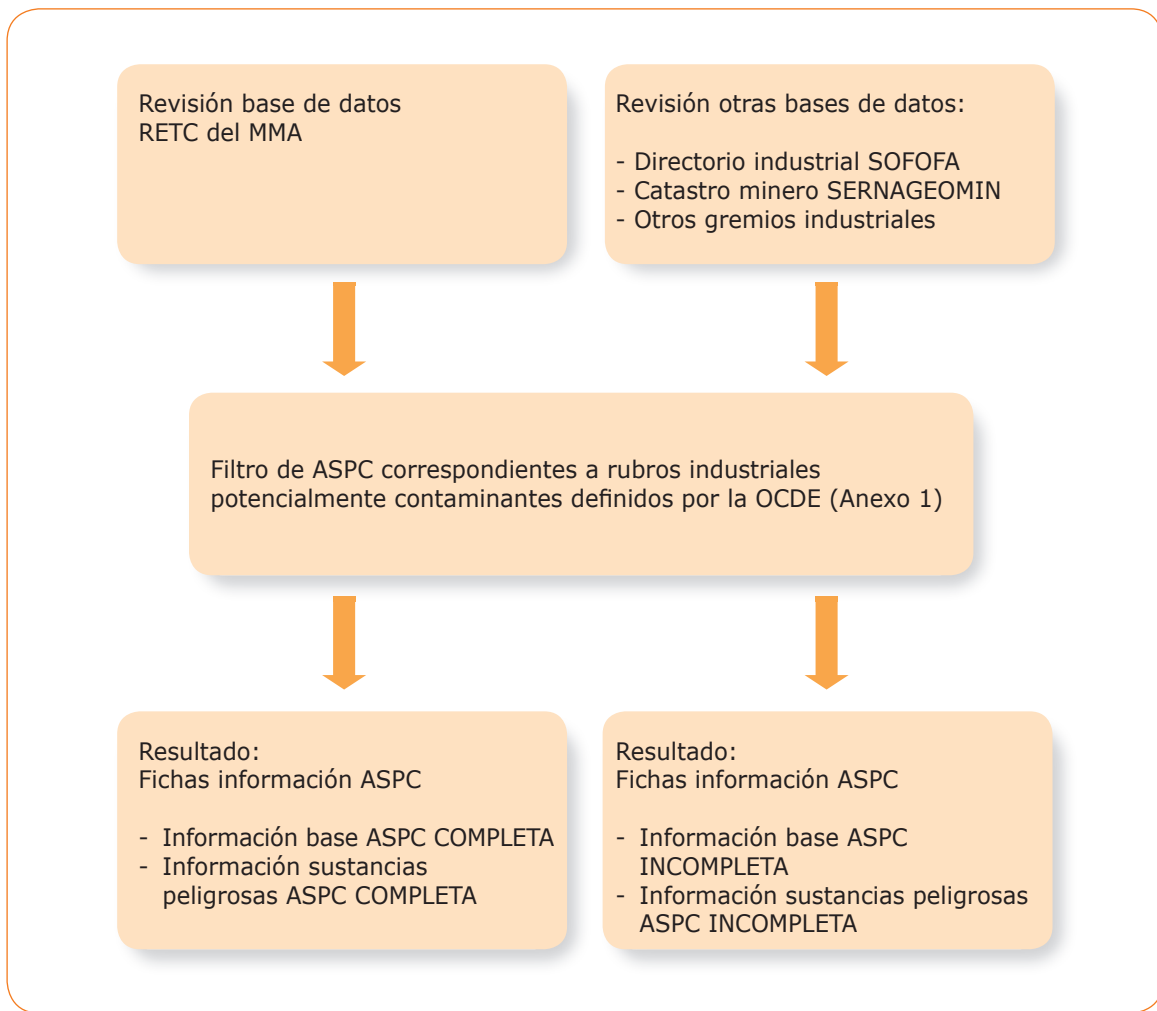 Revisión base de datos
RETC del MMA
Revisión otras bases de datos:
- Directorio industrial SOFOFA
- Catastro minero SERNAGEOMIN
- Otros gremios industriales
Filtro de ASPC correspondientes a rubros industriales
potencialmente contaminantes definidos por la OCDE (Anexo 1)
Resultado:
Fichas información ASPC
- Información base ASPC COMPLETA
- Información sustancias
peligrosas ASPC COMPLETA
Resultado:
Fichas información ASPC
- Información base ASPC
INCOMPLETA
- Información sustancias peligrosas
ASPC INCOMPLETA